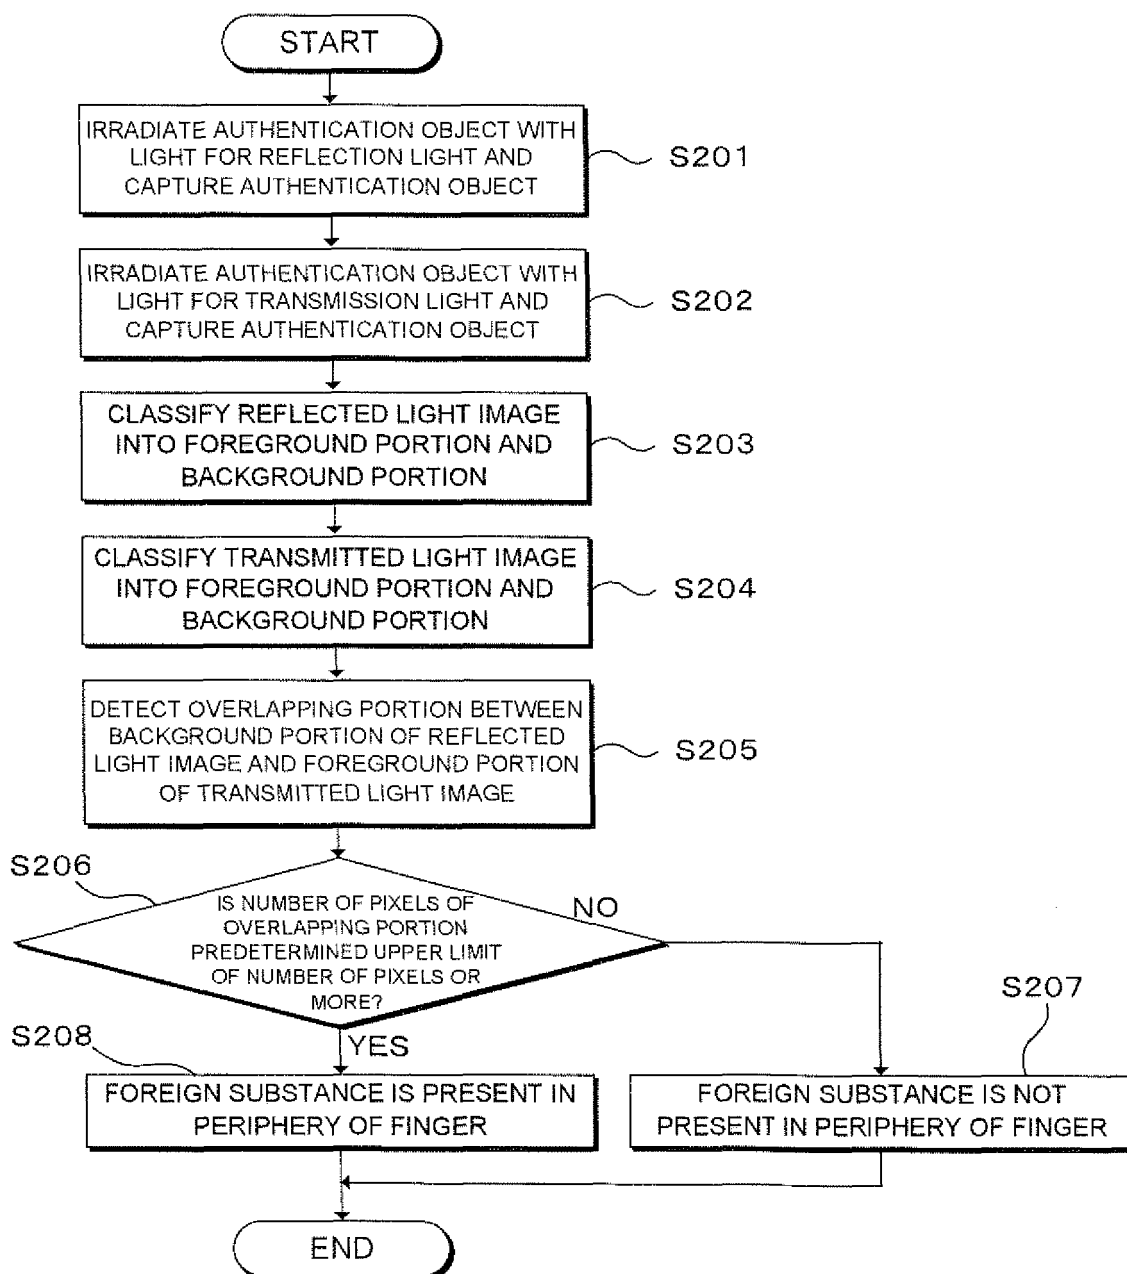 START
IRRADIATE AUTHENTICATION OBJECT WITH
LIGHT FOR REFLECTION LIGHT AND
CAPTURE AUTHENTICATION OBJECT
S201
IRRADIATE AUTHENTICATION OBJECT WITH
LIGHT FOR TRANSMISSION LIGHT AND
CAPTURE AUTHENTICATION OBJECT
S202
CLASSIFY REFLECTED LIGHT IMAGE
INTO FOREGROUND PORTION AND
BACKGROUND PORTION
S203
CLASSIFY TRANSMITTED LIGHT IMAGE
INTO FOREGROUND PORTION AND
BACKGROUND PORTION
S204
DETECT OVERLAPPING PORTION BETWEEN
BACKGROUND PORTION OF REFLECTED
LIGHT IMAGE AND FOREGROUND PORTION
OF TRANSMITTED LIGHT IMAGE
S205
S206
IS NUMBER OF PIXELS OF
OVERLAPPING PORTION
PREDETERMINED UPPER LIMIT
OF NUMBER OF PIXELS OR
MORE?
NO
YES
S207
S208
FOREIGN SUBSTANCE IS PRESENT IN
PERIPHERY OF FINGER
FOREIGN SUBSTANCE IS NOT
PRESENT IN PERIPHERY OF FINGER
END